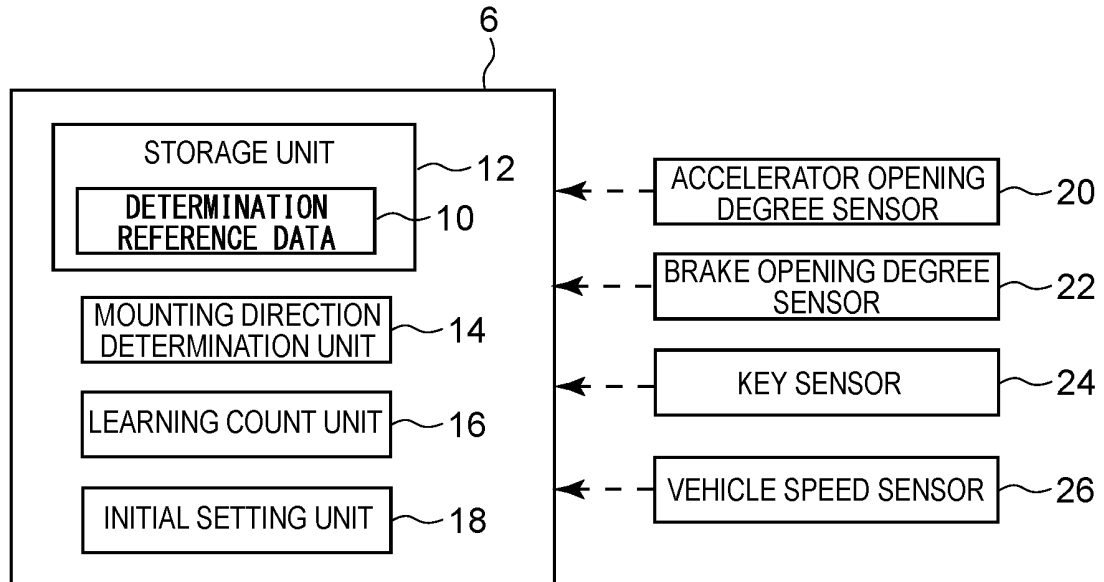 6
STORAGE UNIT
12
DETERMINATION
REFERENCE DATA
10
MOUNTING DIRECTION
DETERMINATION UNIT
14
LEARNING COUNT UNIT
16
INITIAL SETTING UNIT
18
ACCELERATOR OPENING
DEGREE SENSOR
20
BRAKE OPENING DEGREE
SENSOR
22
KEY SENSOR
24
VEHICLE SPEED SENSOR
26